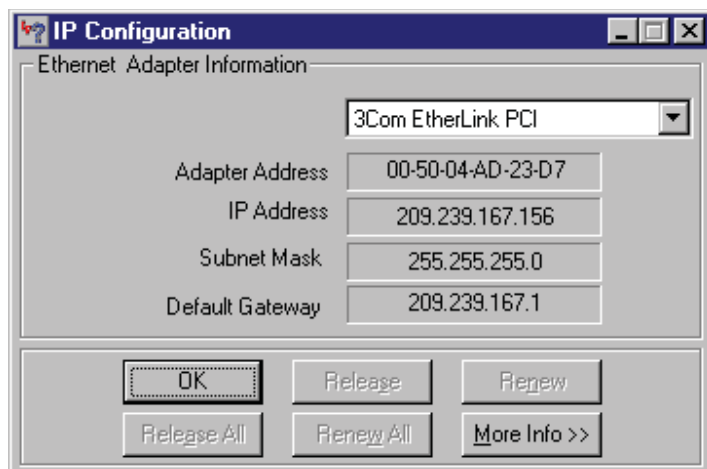 IP Configuration
Ethernet Adapter Information
3Com EtherLink PCI
Adapter Address 00-50-04-AD-23-D7
IP Address 209.239.167.156
Subnet Mask 255.255.255.0
Default Gateway 209.239.167.1
OK Release Renew
Release All Renew All More Info >>